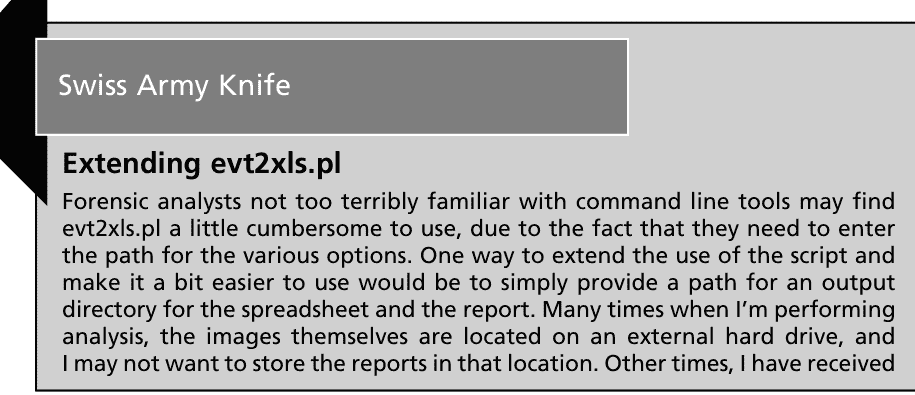 Swiss Army Knife
Extending evt2xls.pl
Forensic analysts not too terribly familiar with command line tools may find
evt2xls.pl a little cumbersome to use, due to the fact that they need to enter
the path for the various options. One way to extend the use of the script and
make it a bit easier to use would be to simply provide a path for an output
directory for the spreadsheet and the report. Many times when I’m performing
analysis, the images themselves are located on an external hard drive, and
I may not want to store the reports in that location. Other times, I have received